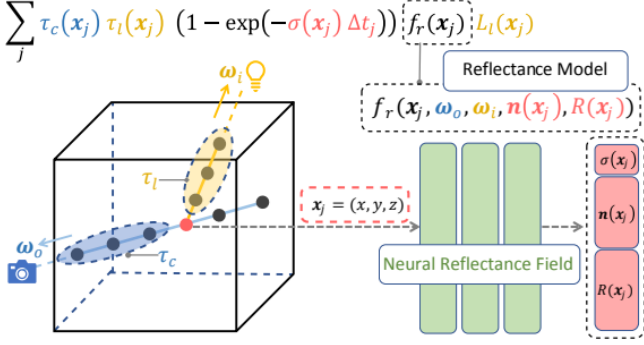 ∑_j τ_c(x_j) τ_l(x_j) (1 − exp(−σ(x_j) Δt_j)) f_r(x_j) L_l(x_j)
Reflectance Model
f_r(x_j, ω_o, ω_i, n(x_j), R(x_j))
ω_i
τ_l
x_j = (x, y, z)
σ(x_j)
n(x_j)
ω_o
τ_c
Neural Reflectance Field
R(x_j)